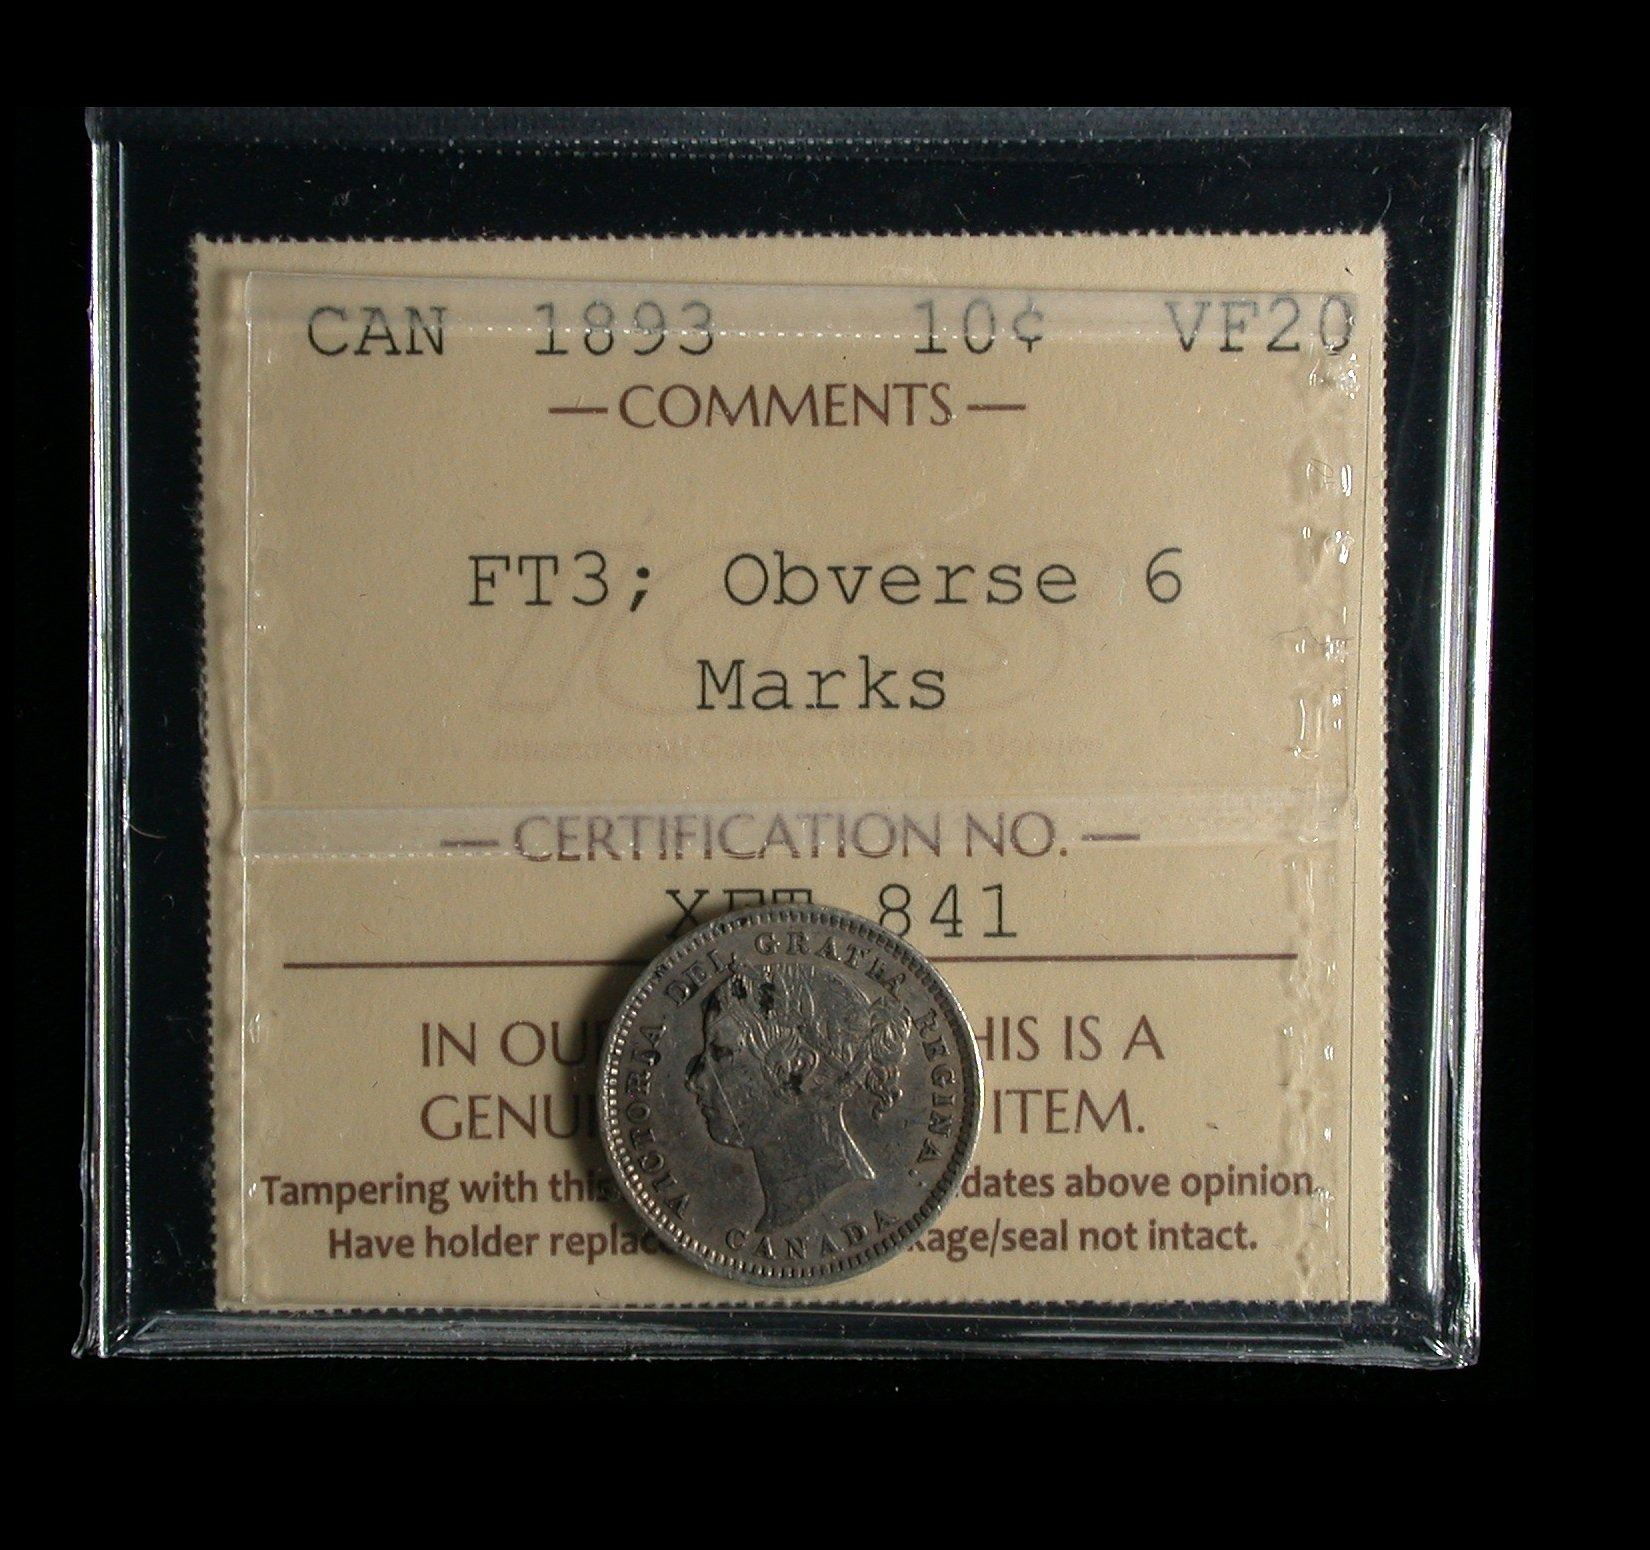 CAN 1893 10¢ VF20
—COMMENTS—
FT3; Obverse 6
Marks
—CERTIFICATION NO.—
841
IN OU HIS IS A
GENUI ITEM.
Tampering with this dates above opinion.
Have holder replac kage/seal not intact.
VICTORIA DEI GRATIA REGINA.
CANADA